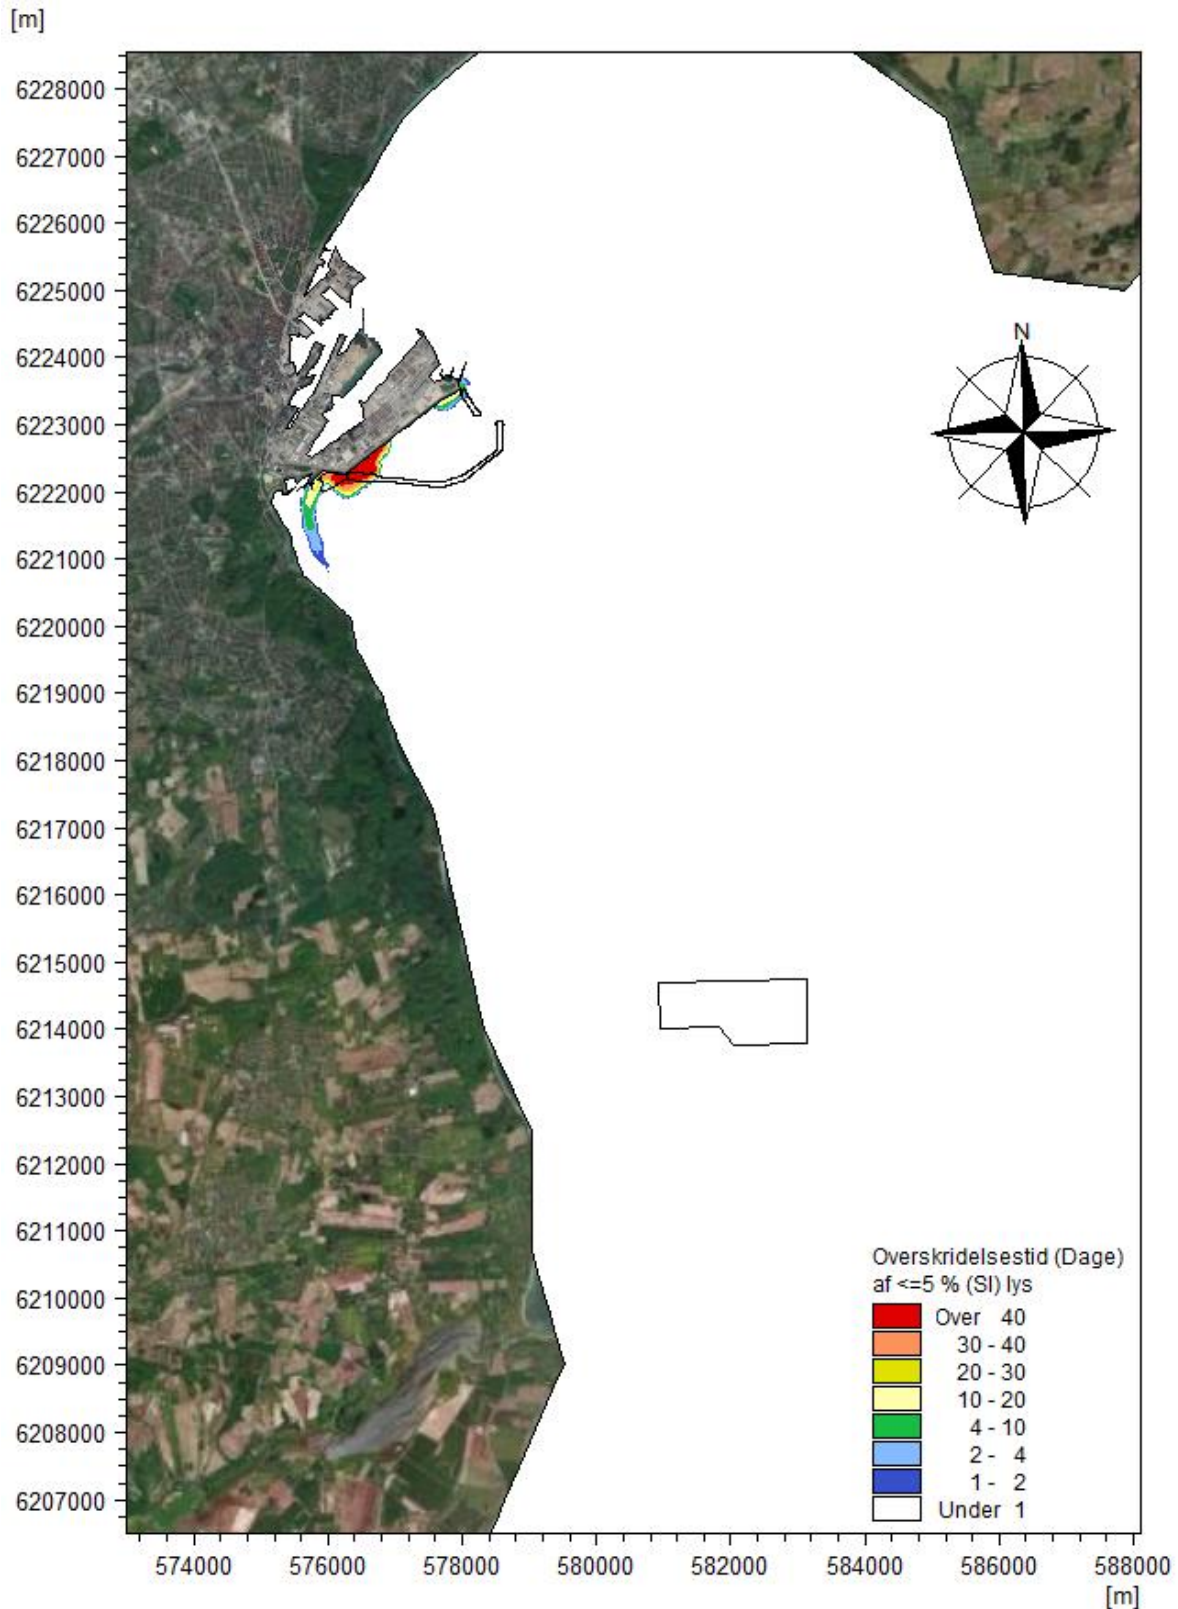 [m]
6228000
6227000
6226000
6225000
6224000
6223000
6222000
6221000
6220000
6219000
6218000
6217000
6216000
6215000
6214000
6213000
6212000
6211000
6210000
6209000
6208000
6207000
N
Overskridelsestid (Dage)
af <=5 % (SI) lys
Over 40
30 - 40
20 - 30
10 - 20
4 - 10
2 - 4
1 - 2
Under 1
574000 576000 578000 580000 582000 584000 586000 588000
[m]